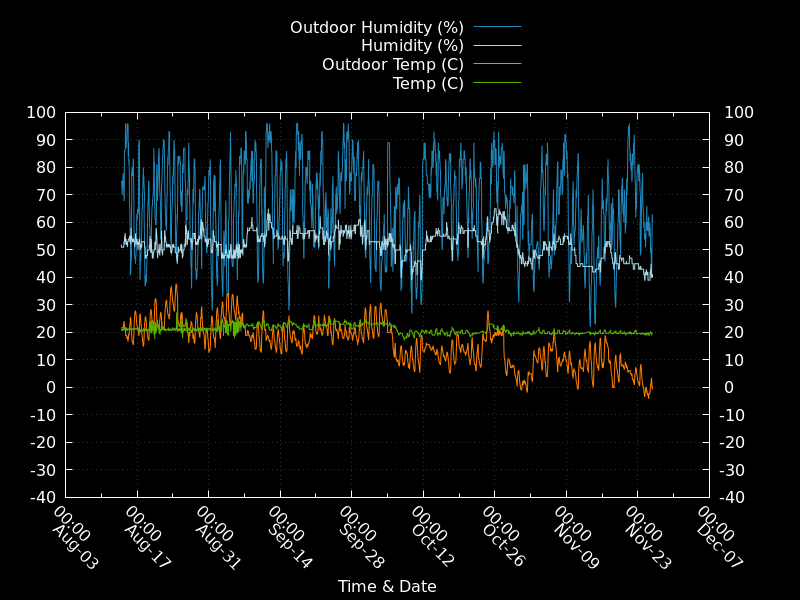 Outdoor Humidity (%)
Humidity (%)
Outdoor Temp (C)
Temp (C)
100 100
90 90
80 80
70 70
60 60
50 50
40 40
30 30
20 20
10 10
0 0
-10 -10
-20 -20
-30 -30
-40 -40
00:00 00:00 00:00 00:00 00:00 00:00 00:00 00:00 00:00 00:00
Aug-03 Aug-17 Aug-31 Sep-14 Sep-28 Oct-12 Oct-26 Nov-09 Nov-23 Dec-07
Time & Date